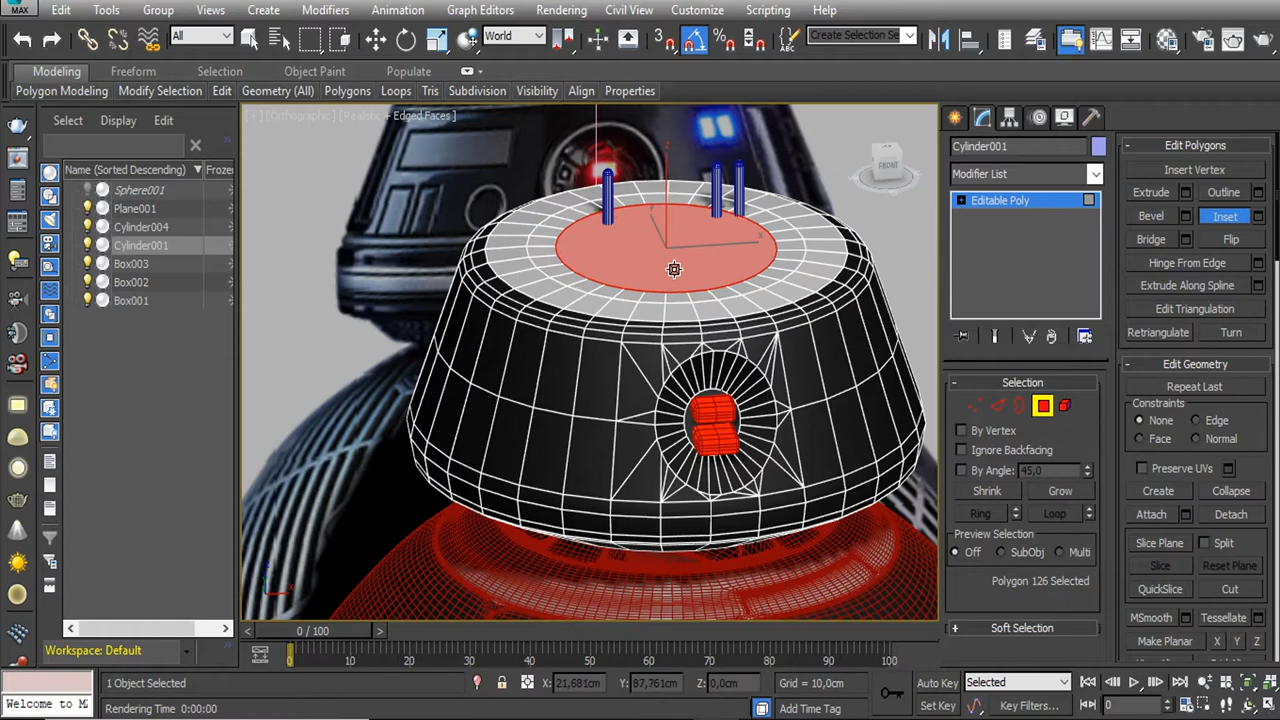 MAX Edit Tools Group Views Create Modifiers Animation Graph Editors Rendering Civil View Customize Scripting Help
All World 3 Create Selection Se
Modeling Freeform Selection Object Paint Populate
Polygon Modeling Modify Selection Edit Geometry (All) Polygons Loops Tris Subdivision Visibility Align Properties
Select Display Edit
Name (Sorted Descending) Frozen
Sphere001
Plane001
Cylinder004
Cylinder001
Box003
Box002
Box001
[ + ] [Orthographic ] [Realistic + Edged Faces ]
FRONT
x
Cylinder001
Modifier List
Editable Poly
Selection
By Vertex
Ignore Backfacing
By Angle: 45,0
Shrink Grow
Ring Loop
Preview Selection
Off SubObj Multi
Polygon 126 Selected
Soft Selection
Edit Polygons
Insert Vertex
Extrude Outline
Bevel Inset
Bridge Flip
Hinge From Edge
Extrude Along Spline
Edit Triangulation
Retriangulate Turn
Edit Geometry
Repeat Last
Constraints
None Edge
Face Normal
Preserve UVs
Create Collapse
Attach Detach
Slice Plane Split
Slice Reset Plane
QuickSlice Cut
MSmooth Tessellate
Make Planar X Y Z
0 / 100
Workspace: Default
0 10 20 30 40 50 60 70 80 90 100
1 Object Selected X: 21,681cm Y: 87,761cm Z: 0,0cm Grid = 10,0cm Auto Key Selected
Welcome to M Rendering Time 0:00:00 Add Time Tag Set Key Key Filters... 0